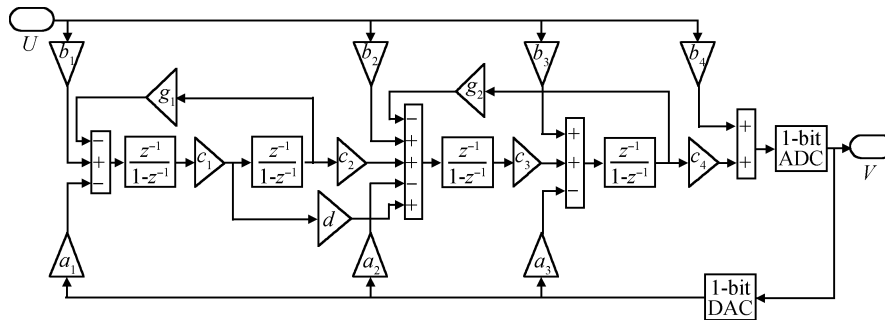 U
b₁
b₂
b₃
b₄
g₁
g₂
−
+
−
z⁻¹
1-z⁻¹
c₁
z⁻¹
1-z⁻¹
c₂
−
+
+
−
+
z⁻¹
1-z⁻¹
c₃
+
+
−
z⁻¹
1-z⁻¹
c₄
+
+
1-bit
ADC
V
d
a₁
a₂
a₃
1-bit
DAC